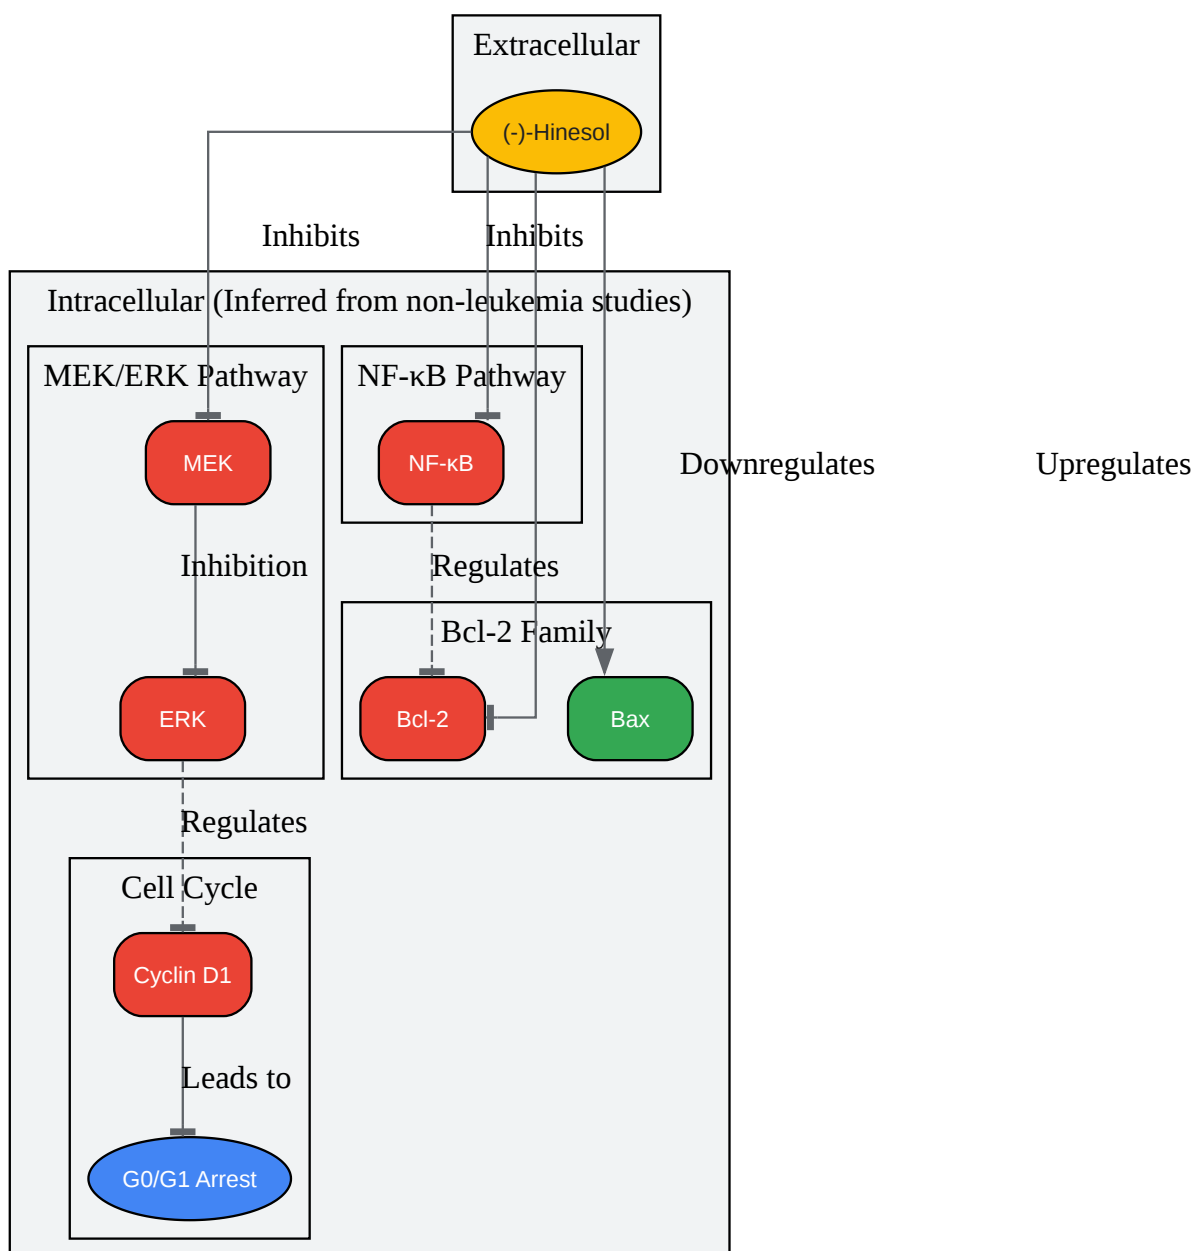 Extracellular
(-)-Hinesol
Inhibits
Inhibits
Intracellular (Inferred from non-leukemia studies)
MEK/ERK Pathway
NF-κB Pathway
MEK
NF-κB
Downregulates
Upregulates
Inhibition
Regulates
Bcl-2 Family
ERK
Bcl-2
Bax
Regulates
Cell Cycle
Cyclin D1
Leads to
G0/G1 Arrest